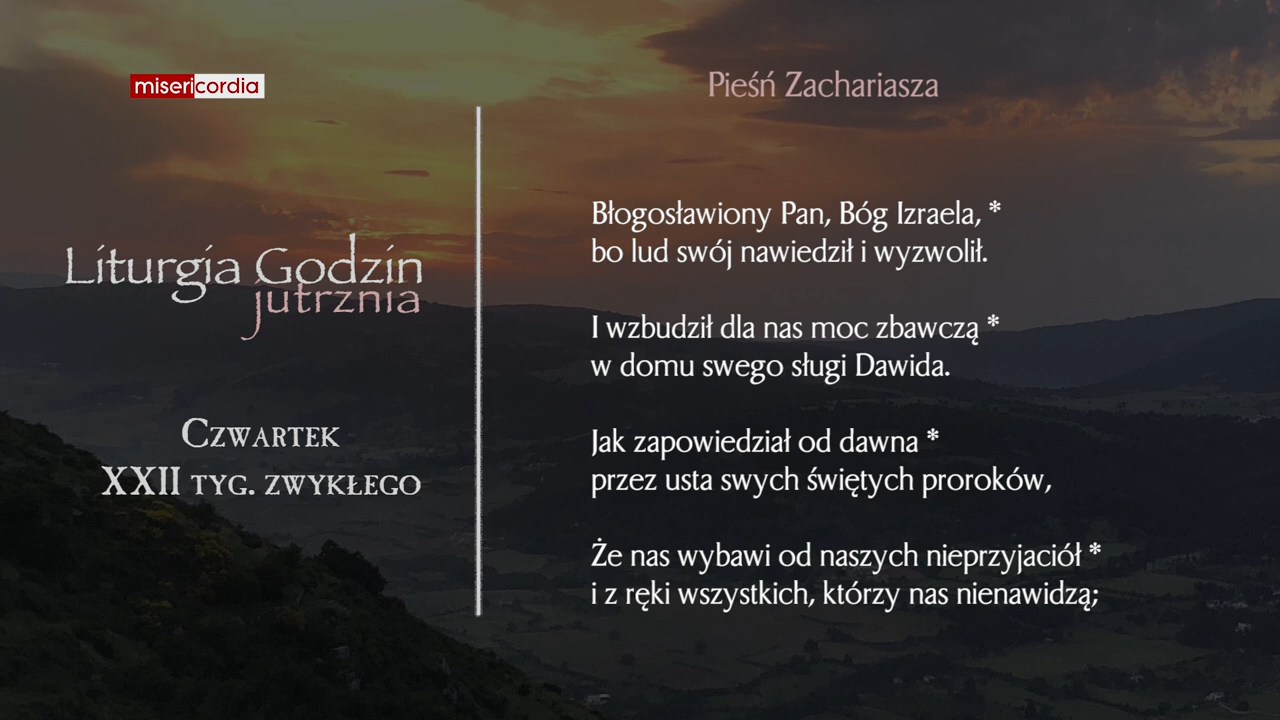 misericordia
Liturgia Godzin
jutrznia
Czwartek
XXII tyg. zwykłego
Pieśń Zachariasza
Błogosławiony Pan, Bóg Izraela, *
bo lud swój nawiedził i wyzwolił.
I wzbudził dla nas moc zbawczą *
w domu swego sługi Dawida.
Jak zapowiedział od dawna *
przez usta swych świętych proroków,
Że nas wybawi od naszych nieprzyjaciół *
i z ręki wszystkich, którzy nas nienawidzą;